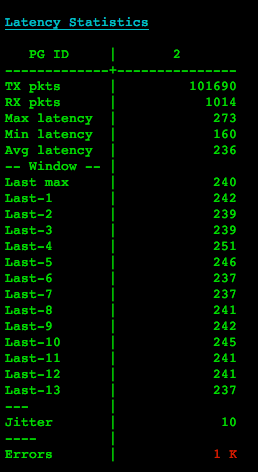 Latency Statistics
PG ID | 2
-------------+---------------
TX pkts | 101690
RX pkts | 1014
Max latency | 273
Min latency | 160
Avg latency | 236
-- Window -- |
Last max | 240
Last-1 | 242
Last-2 | 239
Last-3 | 239
Last-4 | 251
Last-5 | 246
Last-6 | 237
Last-7 | 237
Last-8 | 241
Last-9 | 242
Last-10 | 245
Last-11 | 241
Last-12 | 241
Last-13 | 237
--- |
Jitter | 10
---- |
Errors | 1 K